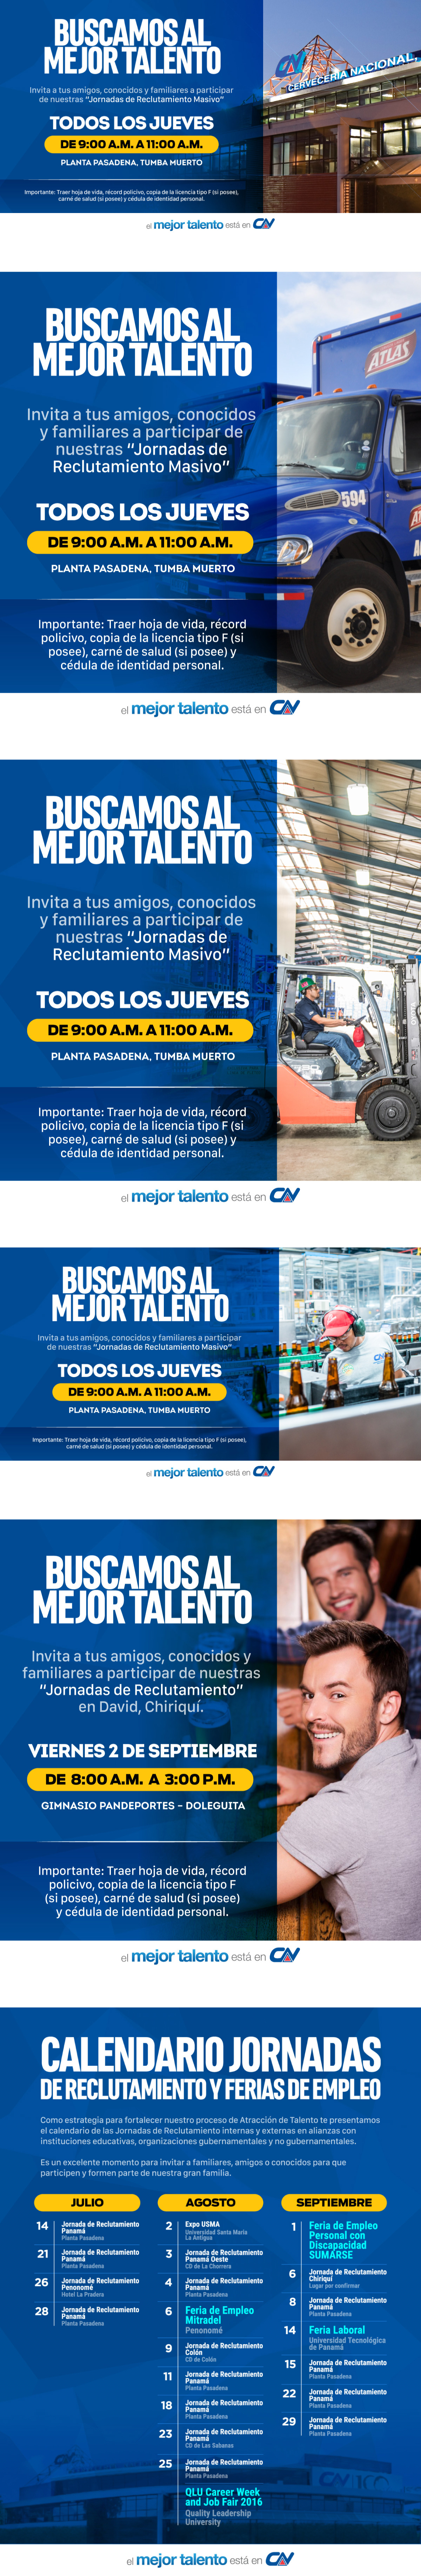 BUSCAMOS AL
MEJOR TALENTO
Invita a tus amigos, conocidos y familiares a participar
de nuestras “Jornadas de Reclutamiento Masivo”
TODOS LOS JUEVES
DE 9:00 A.M. A 11:00 A.M.
PLANTA PASADENA, TUMBA MUERTO
Importante: Traer hoja de vida, récord policivo, copia de la licencia tipo F (si posee),
carné de salud (si posee) y cédula de identidad personal.
CN
CERVECERÍA NACIONAL,
el mejor talento está en CN
BUSCAMOS AL
MEJOR TALENTO
Invita a tus amigos, conocidos
y familiares a participar de
nuestras “Jornadas de
Reclutamiento Masivo”
TODOS LOS JUEVES
DE 9:00 A.M. A 11:00 A.M.
PLANTA PASADENA, TUMBA MUERTO
Importante: Traer hoja de vida, récord
policivo, copia de la licencia tipo F (si
posee), carné de salud (si posee) y
cédula de identidad personal.
ATLAS
594
el mejor talento está en CN
BUSCAMOS AL
MEJOR TALENTO
Invita a tus amigos, conocidos
y familiares a participar de
nuestras “Jornadas de
Reclutamiento Masivo”
TODOS LOS JUEVES
DE 9:00 A.M. A 11:00 A.M.
PLANTA PASADENA, TUMBA MUERTO
Importante: Traer hoja de vida, récord
policivo, copia de la licencia tipo F (si
posee), carné de salud (si posee) y
cédula de identidad personal.
el mejor talento está en CN
BUSCAMOS AL
MEJOR TALENTO
Invita a tus amigos, conocidos y familiares a participar
de nuestras “Jornadas de Reclutamiento Masivo”
TODOS LOS JUEVES
DE 9:00 A.M. A 11:00 A.M.
PLANTA PASADENA, TUMBA MUERTO
Importante: Traer hoja de vida, récord policivo, copia de la licencia tipo F (si posee),
carné de salud (si posee) y cédula de identidad personal.
el mejor talento está en CN
BUSCAMOS AL
MEJOR TALENTO
Invita a tus amigos, conocidos y
familiares a participar de nuestras
“Jornadas de Reclutamiento”
en David, Chiriquí.
VIERNES 2 DE SEPTIEMBRE
DE 8:00 A.M. A 3:00 P.M.
GIMNASIO PANDEPORTES - DOLEGUITA
Importante: Traer hoja de vida, récord
policivo, copia de la licencia tipo F
(si posee), carné de salud (si posee)
y cédula de identidad personal.
el mejor talento está en CN
CALENDARIO JORNADAS
DE RECLUTAMIENTO Y FERIAS DE EMPLEO
Como estrategia para fortalecer nuestro proceso de Atracción de Talento te presentamos
el calendario de las Jornadas de Reclutamiento internas y externas en alianzas con
instituciones educativas, organizaciones gubernamentales y no gubernamentales.
Es un excelente momento para invitar a familiares, amigos o conocidos para que
participen y formen parte de nuestra gran familia.
JULIO
14 Jornada de Reclutamiento
Panamá
Planta Pasadena
21 Jornada de Reclutamiento
Panamá
Planta Pasadena
26 Jornada de Reclutamiento
Penonomé
Hotel La Pradera
28 Jornada de Reclutamiento
Panamá
Planta Pasadena
AGOSTO
2 Expo USMA
Universidad Santa María
La Antigua
3 Jornada de Reclutamiento
Panamá Oeste
CD de La Chorrera
4 Jornada de Reclutamiento
Panamá
Planta Pasadena
6 Feria de Empleo
Mitradel
Penonomé
9 Jornada de Reclutamiento
Colón
CD de Colón
11 Jornada de Reclutamiento
Panamá
Planta Pasadena
18 Jornada de Reclutamiento
Panamá
Planta Pasadena
23 Jornada de Reclutamiento
Panamá
CD de Las Sabanas
25 Jornada de Reclutamiento
Panamá
Planta Pasadena
QLU Career Week
and Job Fair 2016
Quality Leadership
University
SEPTIEMBRE
1 Feria de Empleo
Personal con
Discapacidad
SUMARSE
6 Jornada de Reclutamiento
Chiriquí
Lugar por confirmar
8 Jornada de Reclutamiento
Panamá
Planta Pasadena
14 Feria Laboral
Universidad Tecnológica
de Panamá
15 Jornada de Reclutamiento
Panamá
Planta Pasadena
22 Jornada de Reclutamiento
Panamá
Planta Pasadena
29 Jornada de Reclutamiento
Panamá
Planta Pasadena
el mejor talento está en CN